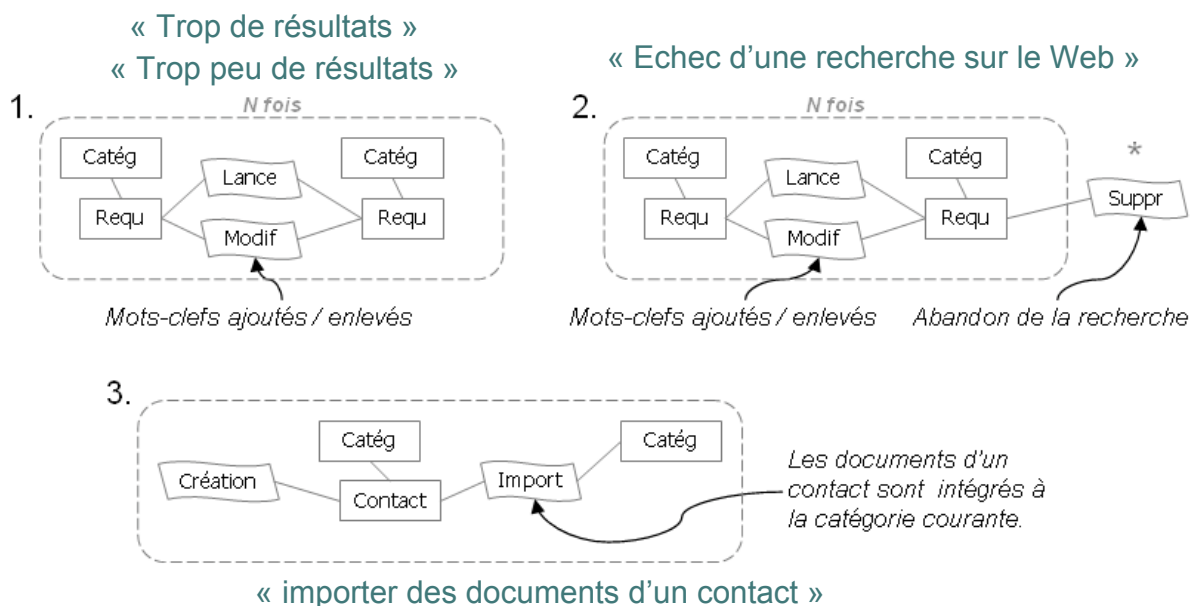 « Trop de résultats »
« Trop peu de résultats »
« Echec d’une recherche sur le Web »
1.
N fois
Catég
Catég
Lance
Requ
Requ
Modif
Mots-clefs ajoutés / enlevés
2.
N fois
Catég
Catég
*
Lance
Suppr
Requ
Requ
Modif
Mots-clefs ajoutés / enlevés
Abandon de la recherche
3.
Catég
Catég
Création
Import
Contact
Les documents d'un
contact sont intégrés à
la catégorie courante.
« importer des documents d’un contact »